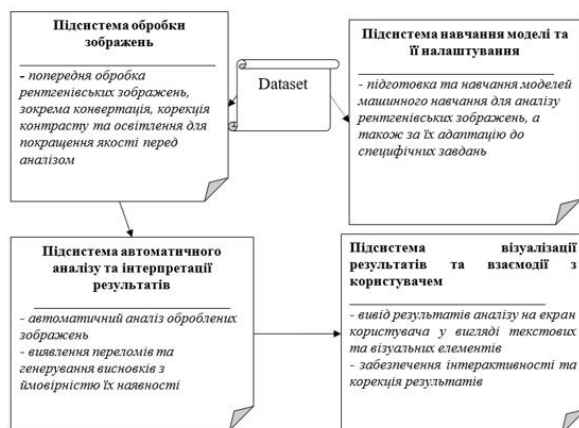 Підсистема обробки
зображень
- попередня обробка
рентгенівських зображень,
зокрема конвертація, корекція
контрасту та освітлення для
покращення якості перед
аналізом
Dataset
Підсистема навчання моделі та
її налаштування
- підготовка та навчання моделей
машинного навчання для аналізу
рентгенівських зображень, а
також за їх адаптацію до
специфічних завдань
Підсистема автоматичного
аналізу та інтерпретації
результатів
- автоматичний аналіз оброблених
зображень
- виявлення переломів та
генерування висновків з
ймовірністю їх наявності
Підсистема візуалізації
результатів та взаємодії з
користувачем
- вивід результатів аналізу на екран
користувача у вигляді текстових
та візуальних елементів
- забезпечення інтерактивності та
корекція результатів